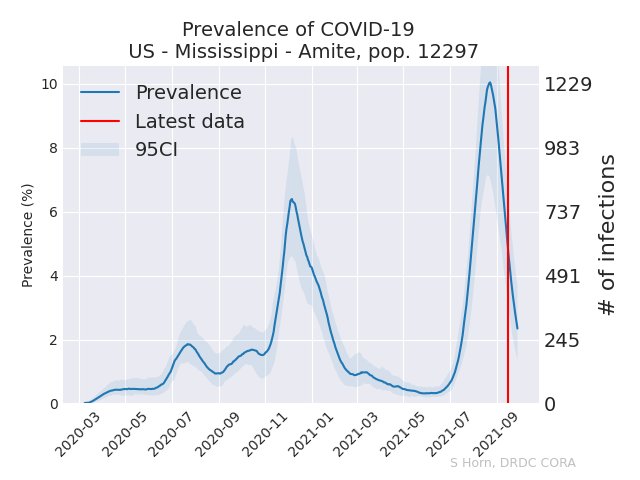 Prevalence of COVID-19
US - Mississippi - Amite, pop. 12297
Prevalence
Latest data
95CI
Prevalence (%)
10
8
6
4
2
0
1229
983
737
491
245
0
# of infections
2020-03
2020-05
2020-07
2020-09
2020-11
2021-01
2021-03
2021-05
2021-07
2021-09
S Horn, DRDC CORA